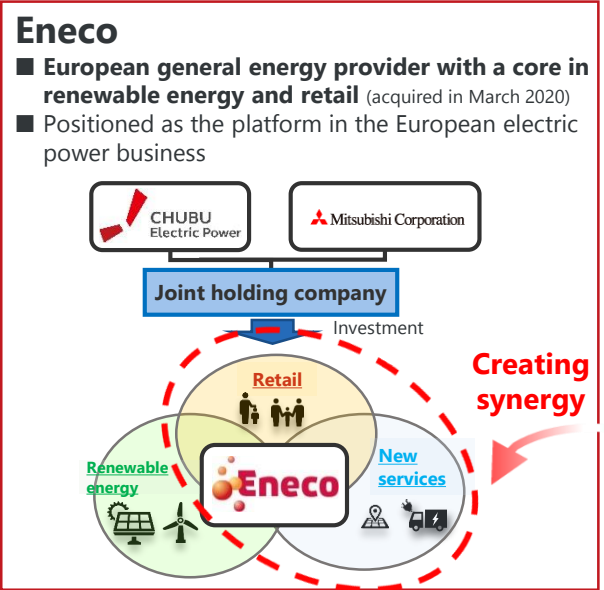 Eneco
■ European general energy provider with a core in
renewable energy and retail (acquired in March 2020)
■ Positioned as the platform in the European electric
power business
CHUBU
Electric Power
Mitsubishi Corporation
Joint holding company
Investment
Creating
synergy
Retail
Renewable
energy
Eneco
New
services